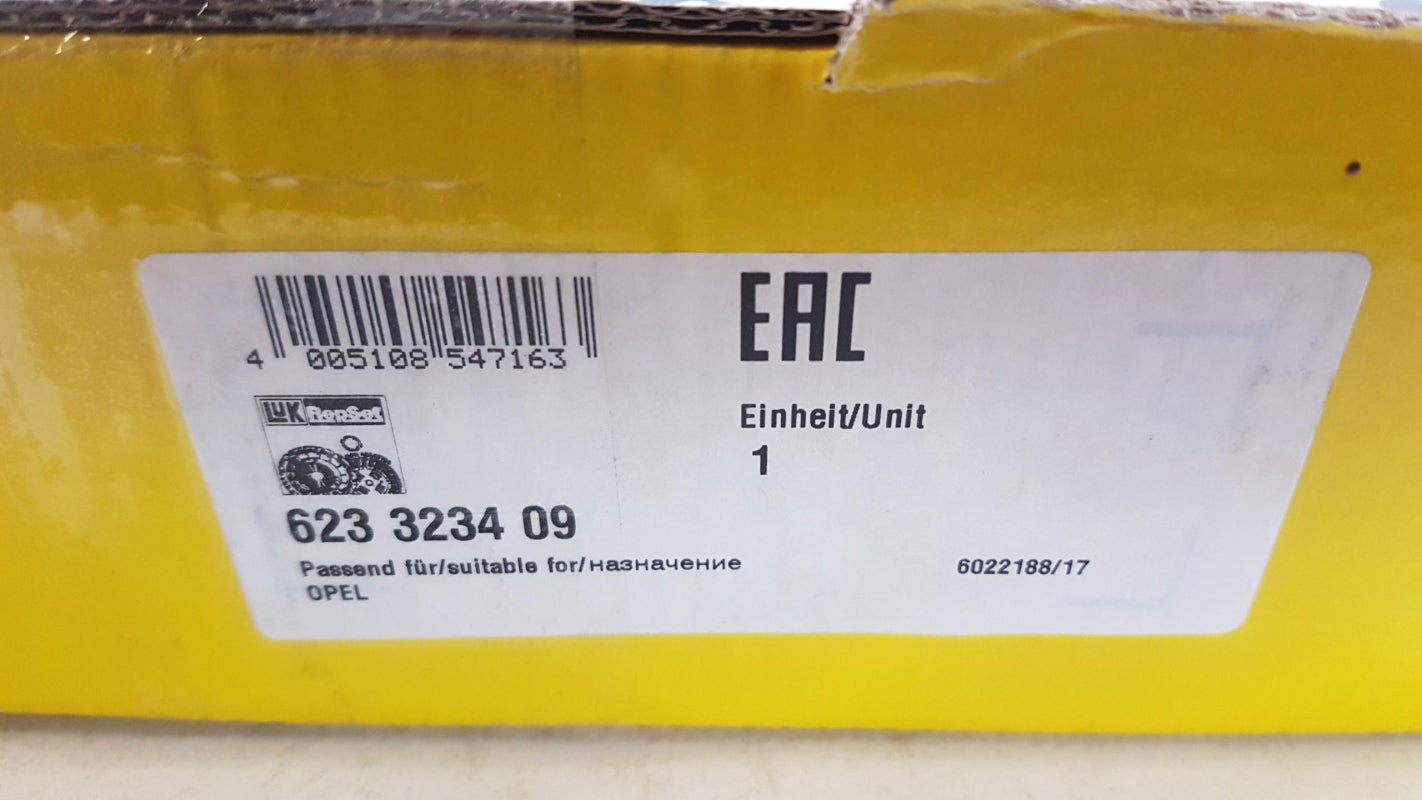 4 005108 547163
EAC
LUK RepSet
Einheit/Unit
1
623 3234 09
Passend für/suitable for/назначение
6022188/17
OPEL